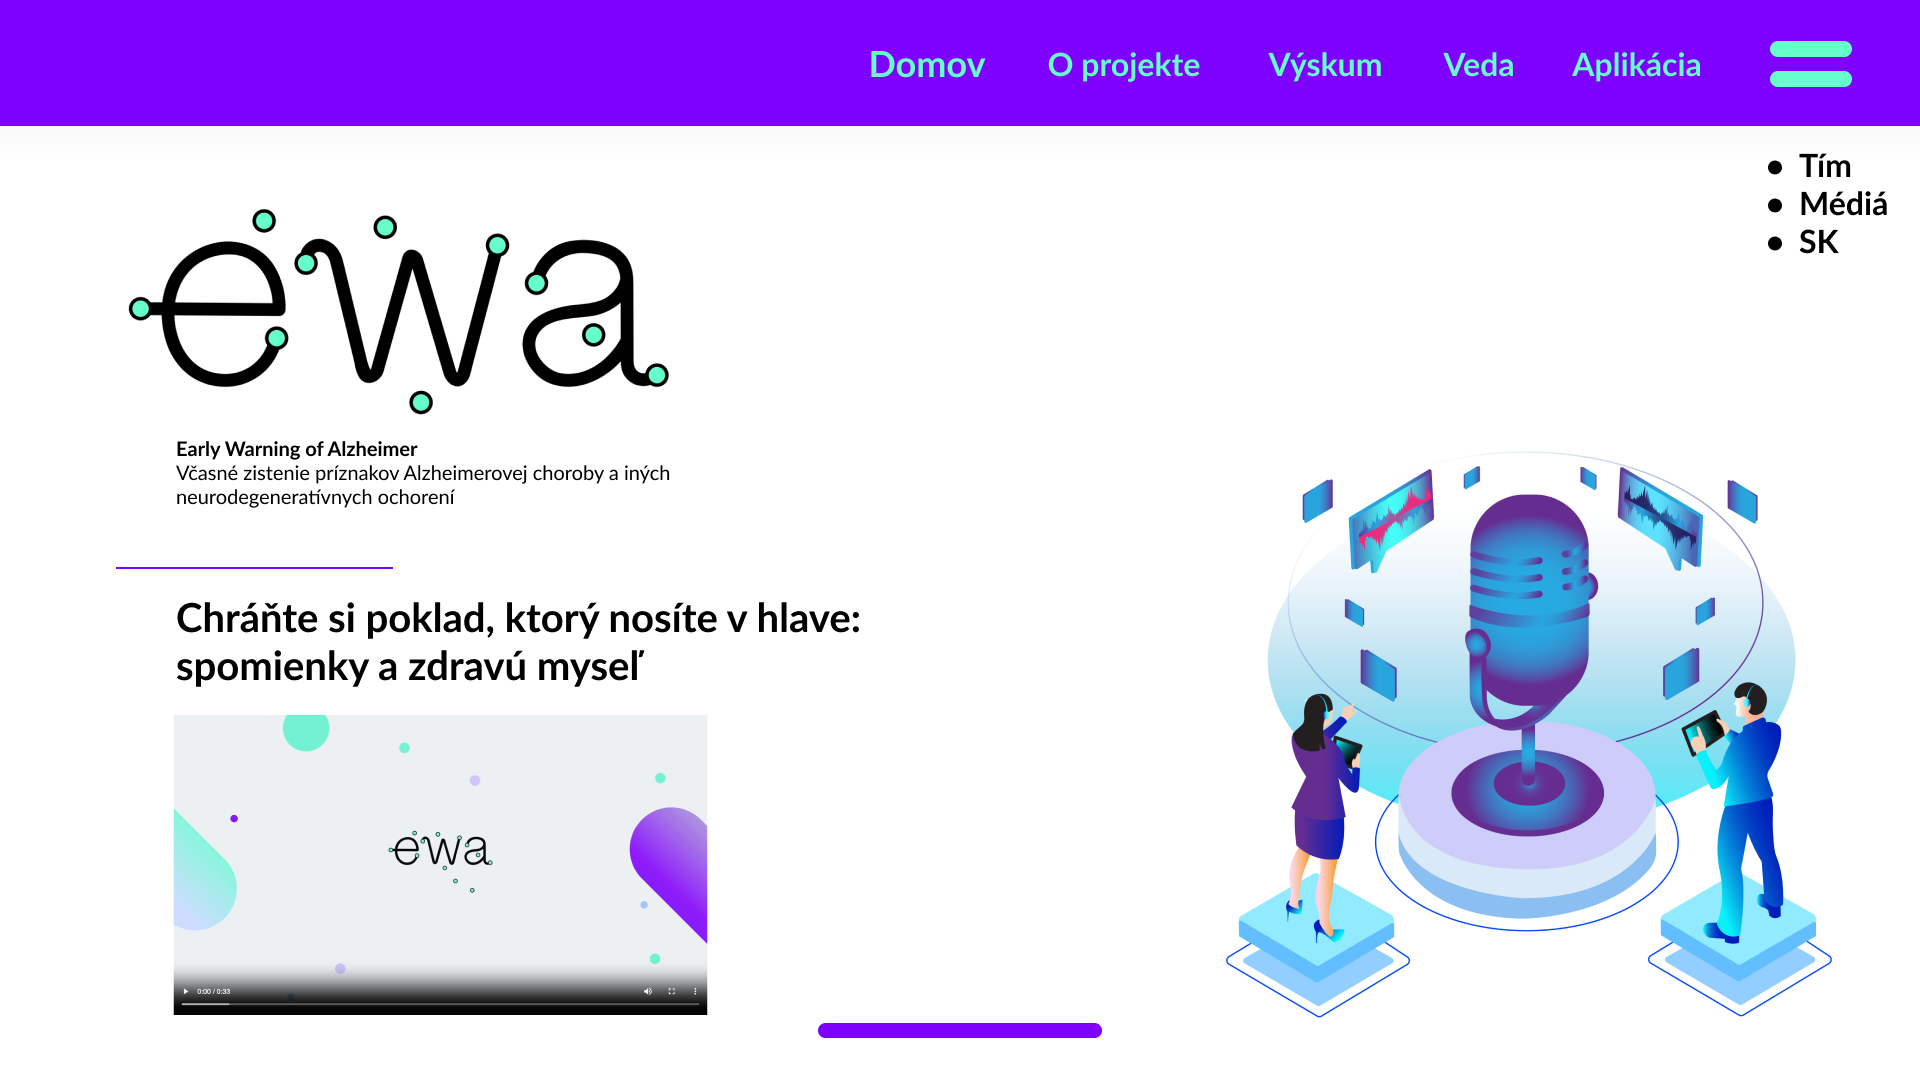 Domov O projekte Výskum Veda Aplikácia
• Tím
• Médiá
• SK
ewa
Early Warning of Alzheimer
Včasné zistenie príznakov Alzheimerovej choroby a iných
neurodegeneratívnych ochorení
Chráňte si poklad, ktorý nosíte v hlave:
spomienky a zdravú myseľ
ewa
0:00 / 0:33